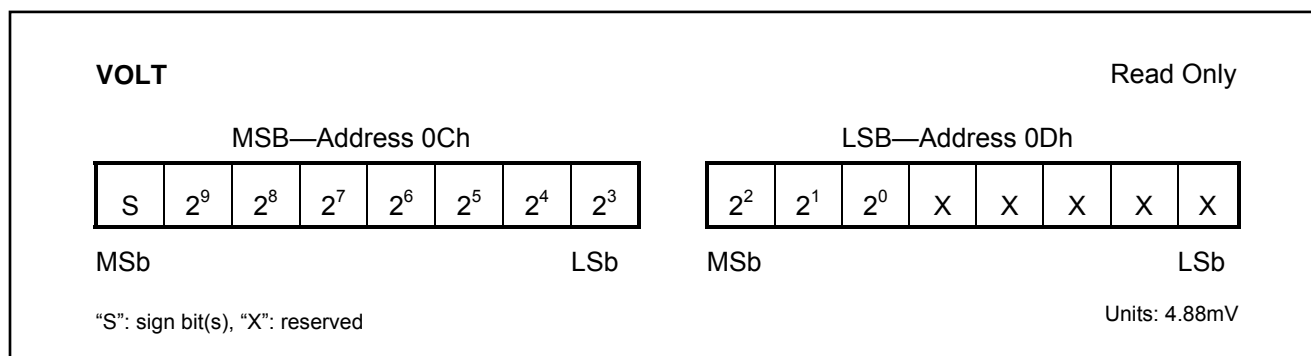 VOLT Read Only
MSB—Address 0Ch LSB—Address 0Dh
S 2⁹ 2⁸ 2⁷ 2⁶ 2⁵ 2⁴ 2³ 2² 2¹ 2⁰ X X X X X
MSb LSb MSb LSb
“S”: sign bit(s), “X”: reserved Units: 4.88mV